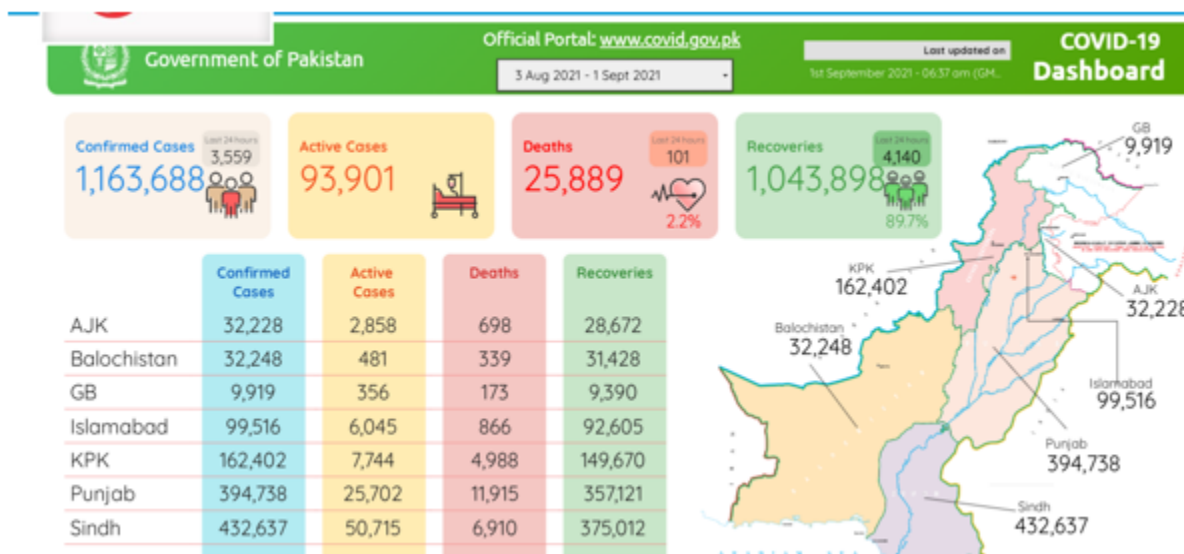 Government of Pakistan
Official Portal: www.covid.gov.pk
3 Aug 2021 - 1 Sept 2021
Last updated on
1st September 2021 - 06:37 am (GM...
COVID-19
Dashboard
Confirmed Cases
Last 24 hours
3,559
1,163,688
Active Cases
93,901
Deaths
Last 24 hours
101
25,889
2.2%
Recoveries
Last 24 hours
4,140
1,043,898
89.7%
Confirmed Cases Active Cases Deaths Recoveries
AJK 32,228 2,858 698 28,672
Balochistan 32,248 481 339 31,428
GB 9,919 356 173 9,390
Islamabad 99,516 6,045 866 92,605
KPK 162,402 7,744 4,988 149,670
Punjab 394,738 25,702 11,915 357,121
Sindh 432,637 50,715 6,910 375,012
GB
9,919
KPK
162,402
AJK
32,228
Balochistan
32,248
Islamabad
99,516
Punjab
394,738
Sindh
432,637